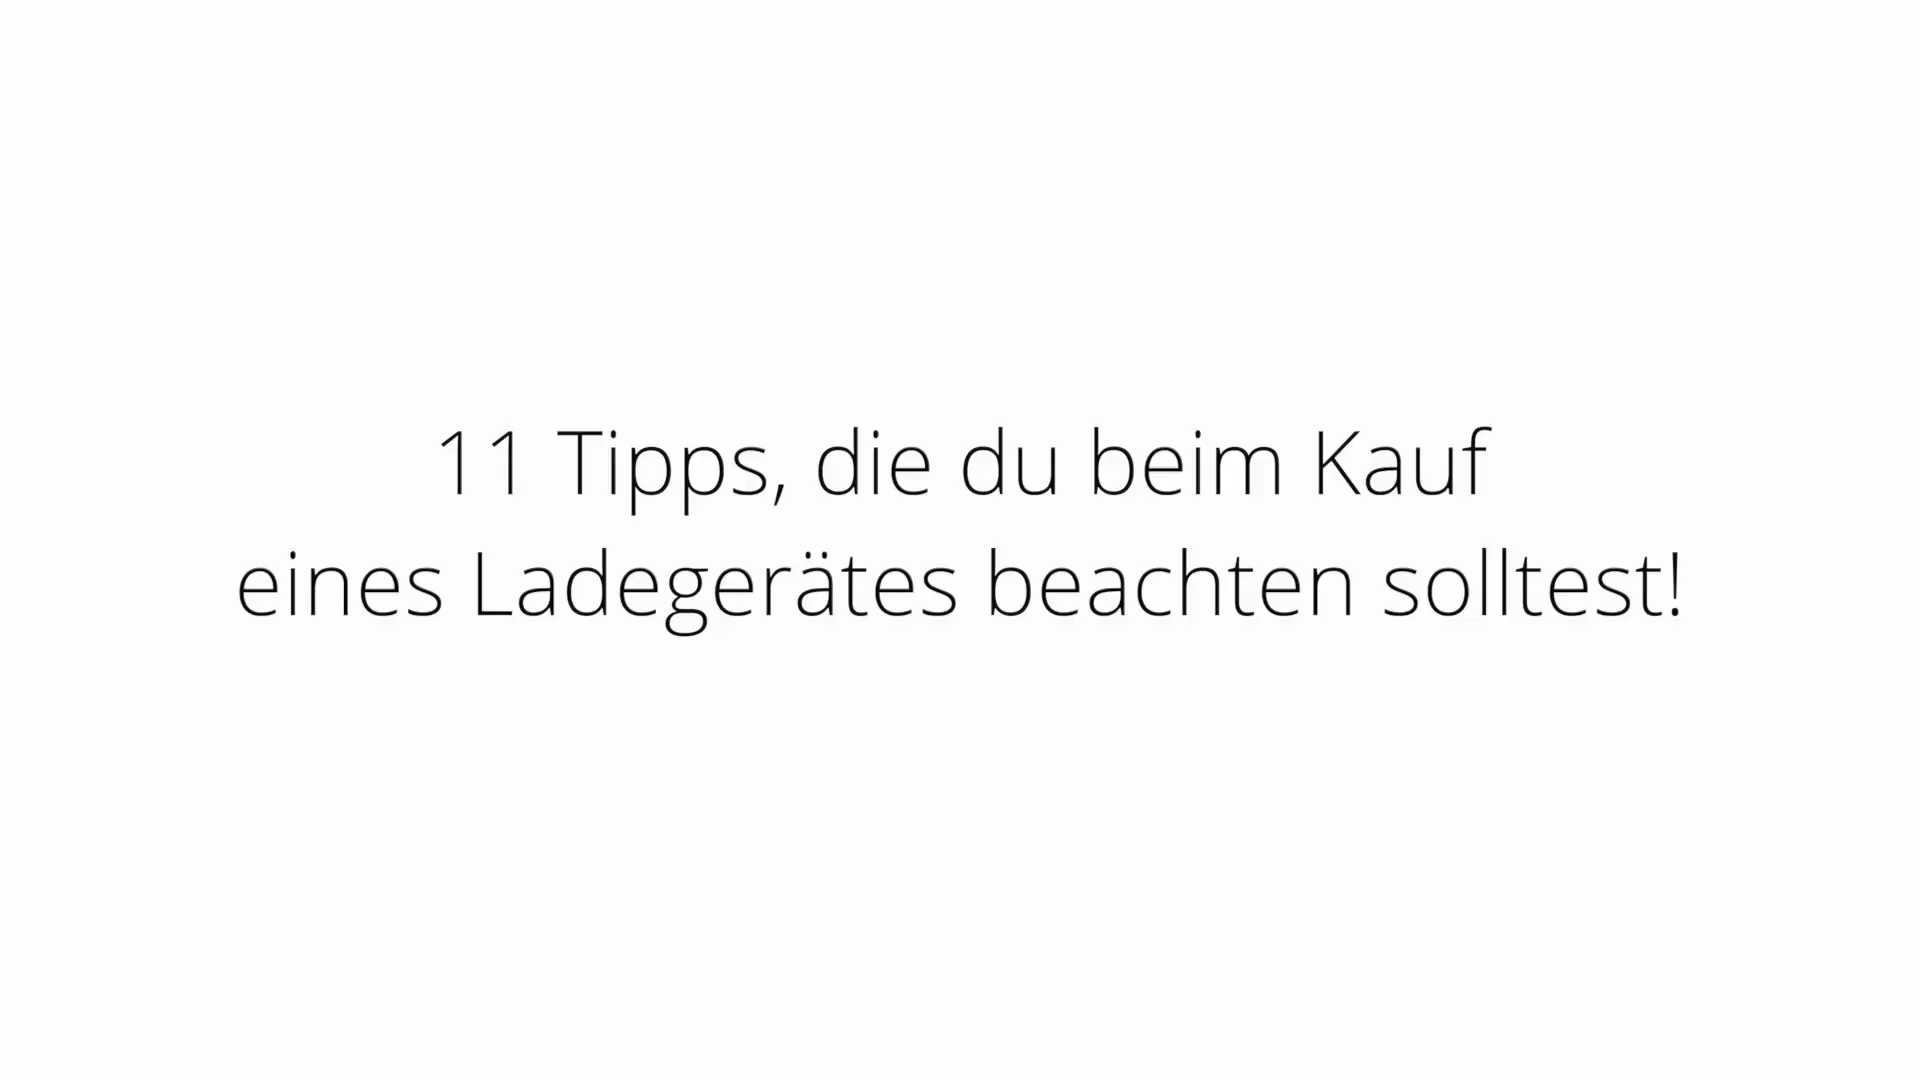 11 Tipps, die du beim Kauf
eines Ladegerätes beachten solltest!